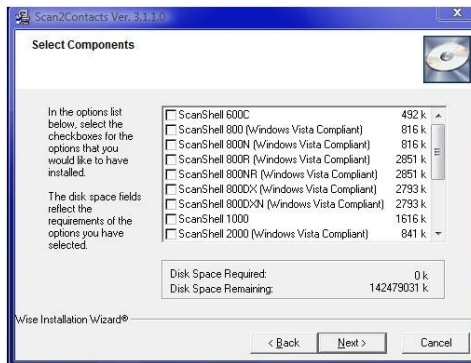 Scan2Contacts Ver. 3.1.1.0
x
Select Components
In the options list
below, select the
checkboxes for the
options that you
would like to have
installed.
The disk space fields
reflect the
requirements of the
options you have
selected.
ScanShell 600C 492 k
ScanShell 800 (Windows Vista Compliant) 816 k
ScanShell 800N (Windows Vista Compliant) 816 k
ScanShell 800R (Windows Vista Compliant) 2851 k
ScanShell 800NR (Windows Vista Compliant) 2851 k
ScanShell 800DX (Windows Vista Compliant) 2793 k
ScanShell 800DXN (Windows Vista Compliant) 2793 k
ScanShell 1000 1616 k
ScanShell 2000 (Windows Vista Compliant) 841 k
Disk Space Required: 0 k
Disk Space Remaining: 142479031 k
Wise Installation Wizard®
< Back Next > Cancel